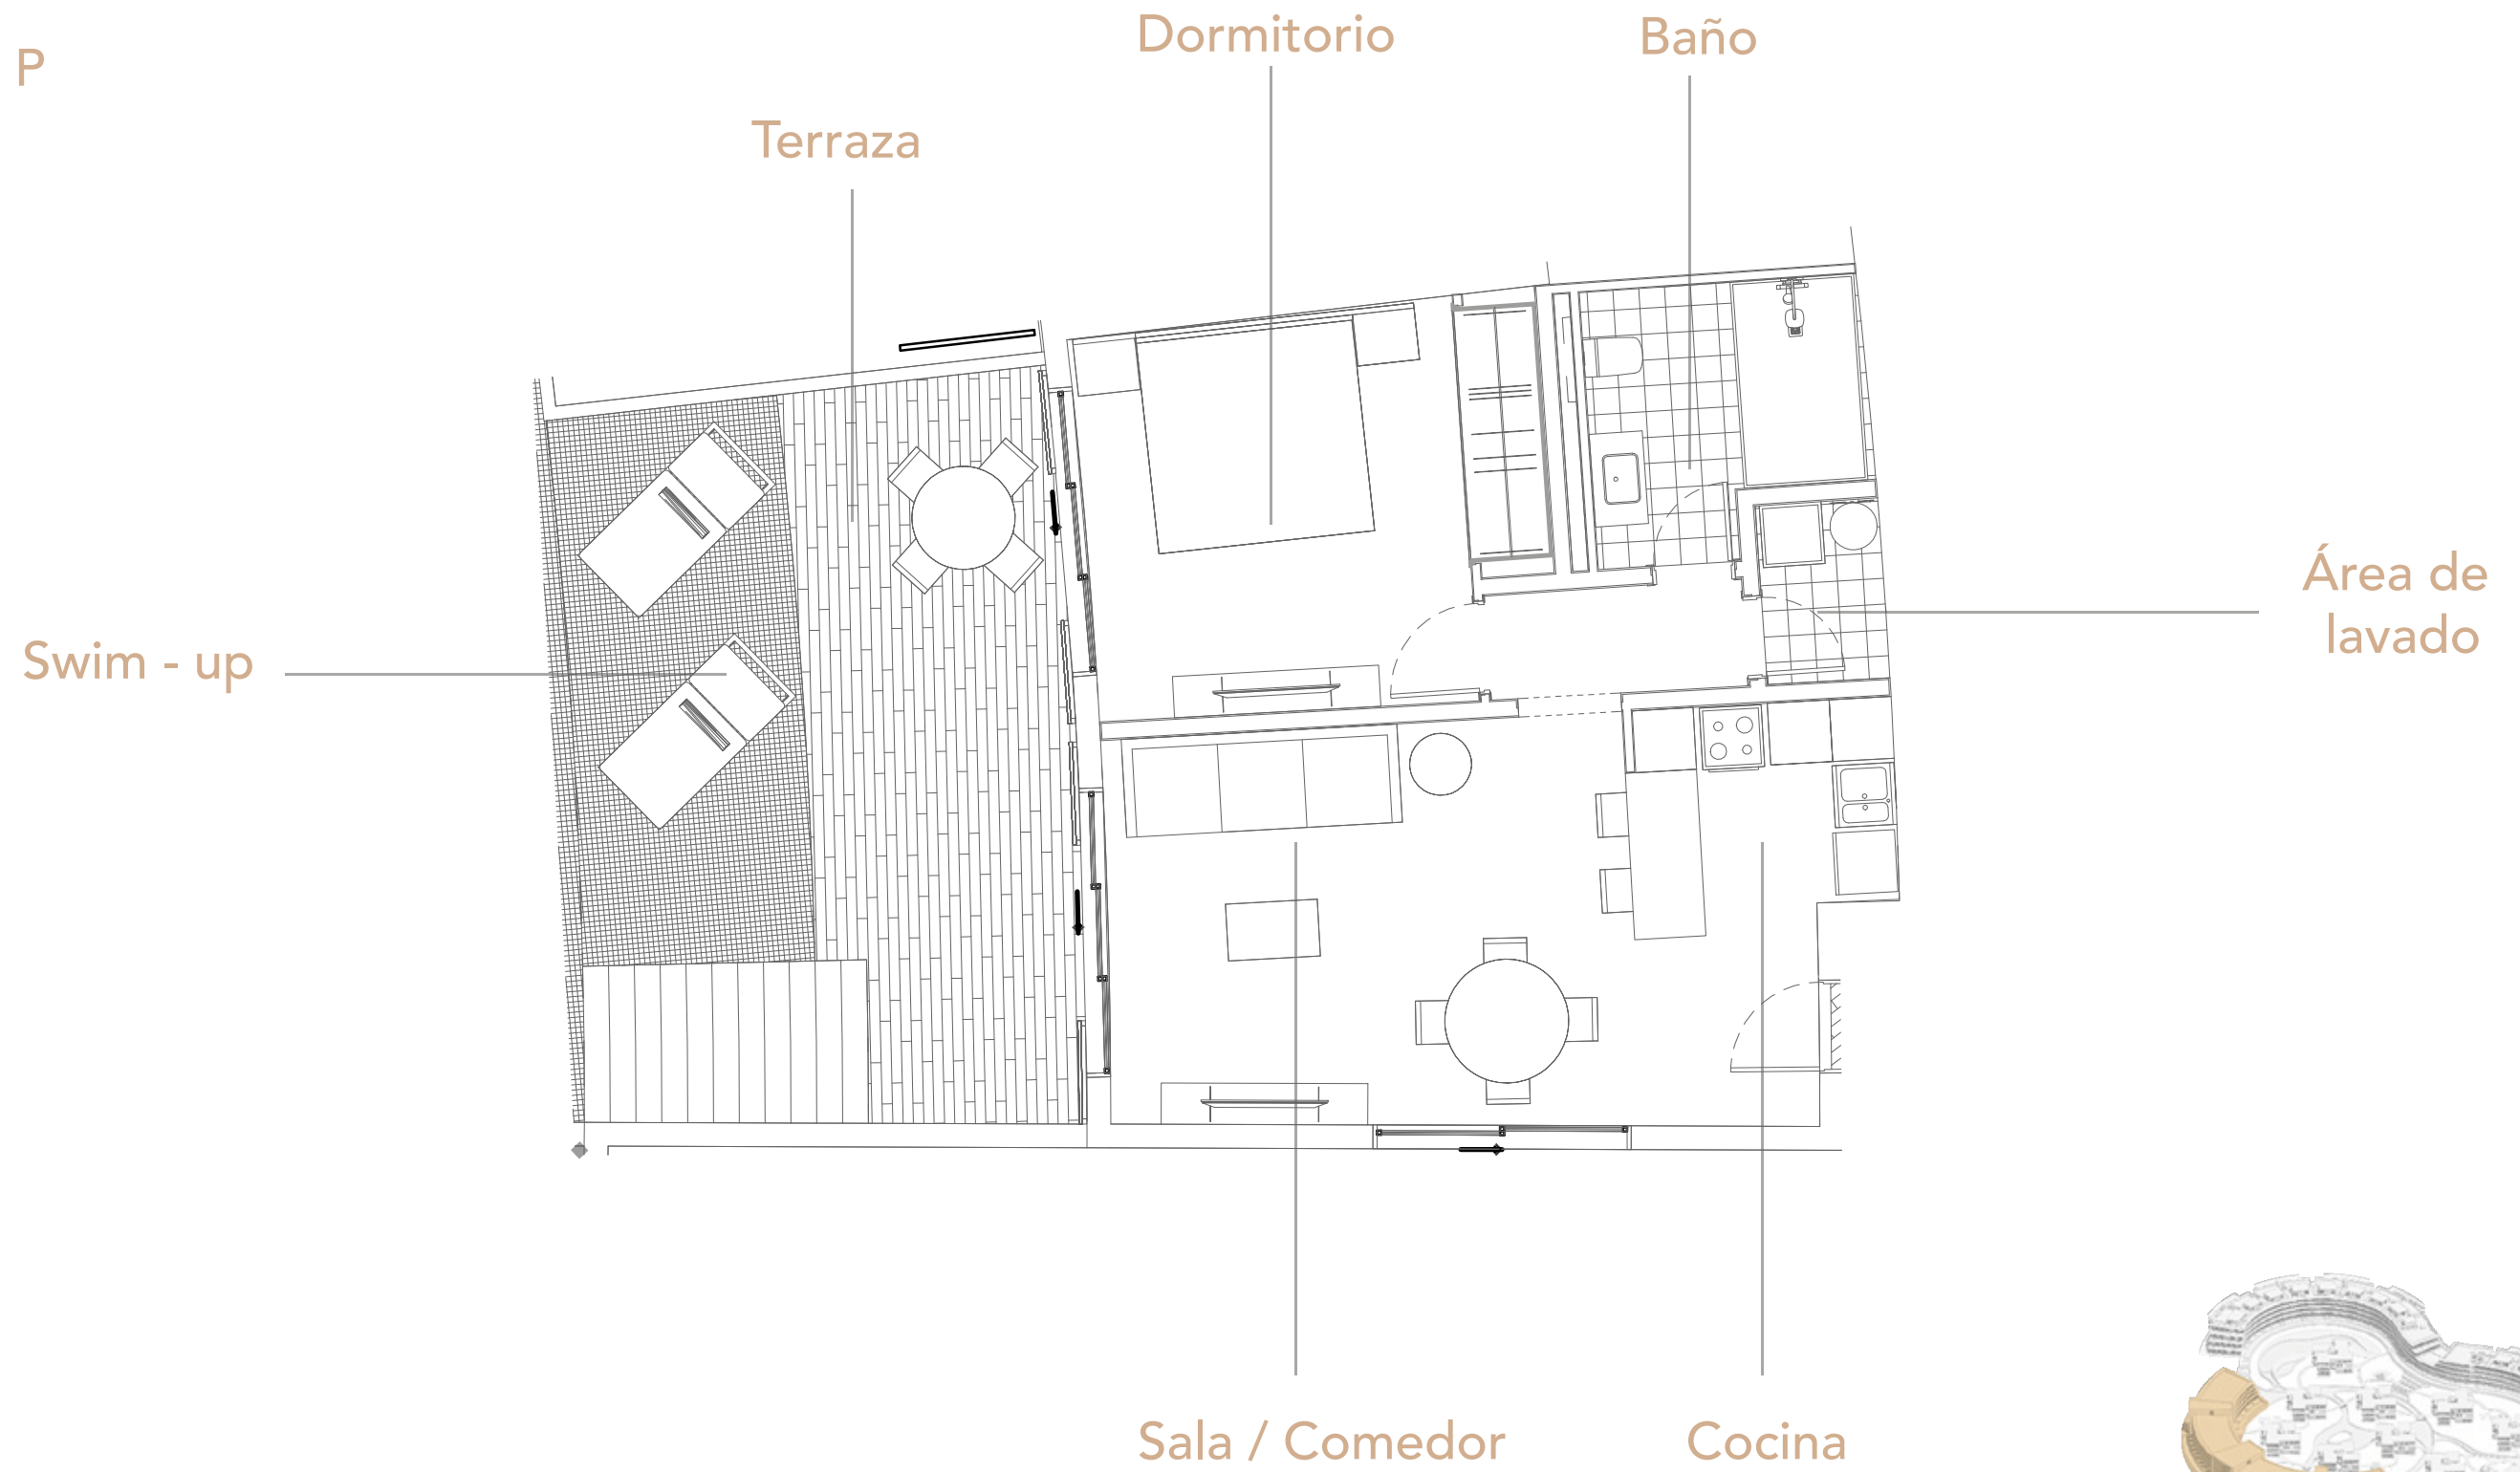 Dormitorio
Baño
P
Terraza
Área de
lavado
Swim - up
Sala / Comedor
Cocina